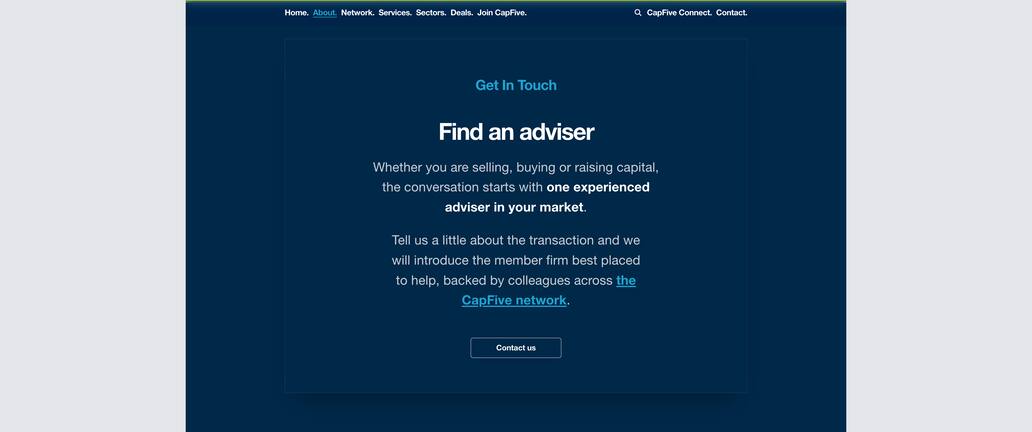 Home. About. Network. Services. Sectors. Deals. Join CapFive. CapFive Connect. Contact.
Get In Touch
Find an adviser
Whether you are selling, buying or raising capital,
the conversation starts with one experienced
adviser in your market.
Tell us a little about the transaction and we
will introduce the member firm best placed
to help, backed by colleagues across the
CapFive network.
Contact us